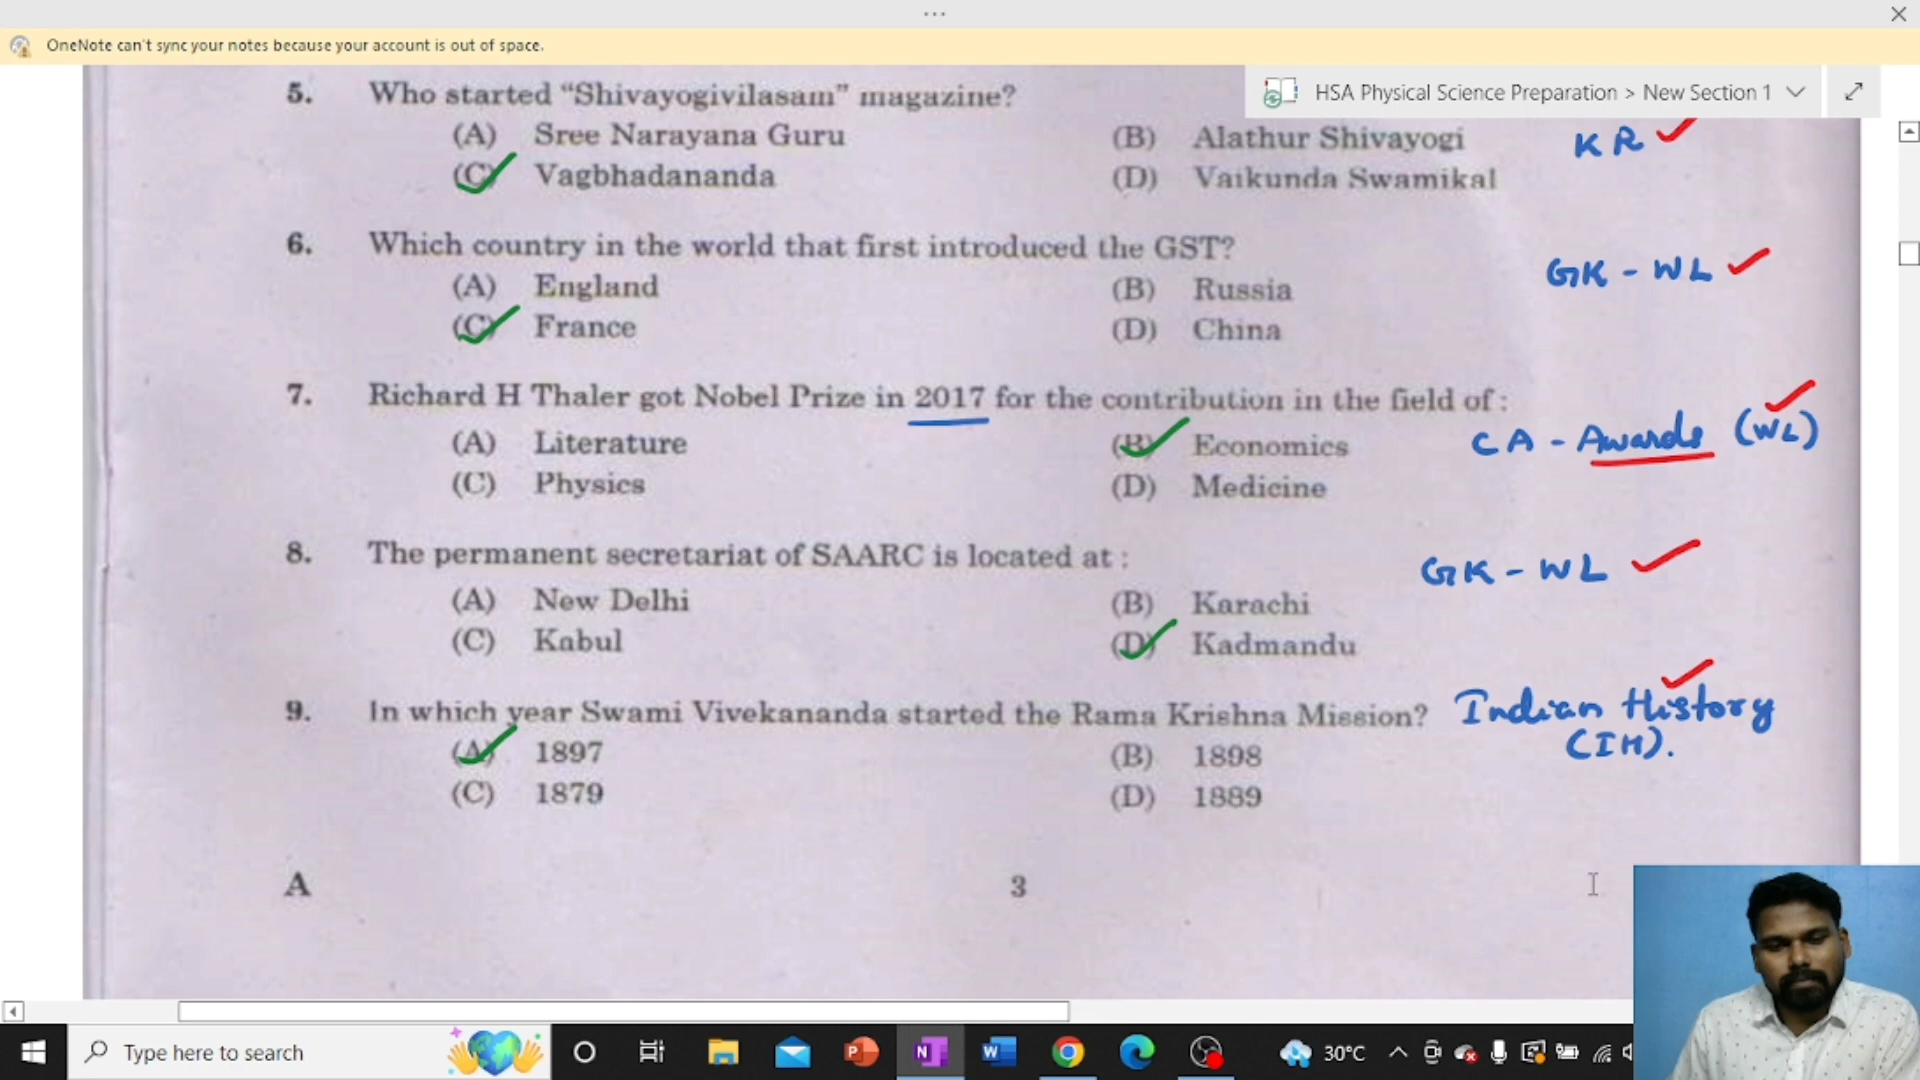 ...
OneNote can't sync your notes because your account is out of space.
HSA Physical Science Preparation > New Section 1
5. Who started “Shivayogivilasam” magazine?
(A) Sree Narayana Guru (B) Alathur Shivayogi
KR
(C) Vagbhadananda (D) Vaikunda Swamikal
6. Which country in the world that first introduced the GST?
GK - WL
(A) England (B) Russia
(C) France (D) China
7. Richard H Thaler got Nobel Prize in 2017 for the contribution in the field of :
(A) Literature (B) Economics
CA - Awards (WL)
(C) Physics (D) Medicine
8. The permanent secretariat of SAARC is located at :
GK - WL
(A) New Delhi (B) Karachi
(C) Kabul (D) Kadmandu
9. In which year Swami Vivekananda started the Rama Krishna Mission?
Indian History
(IH).
(A) 1897 (B) 1898
(C) 1879 (D) 1889
A 3
Type here to search
30°C